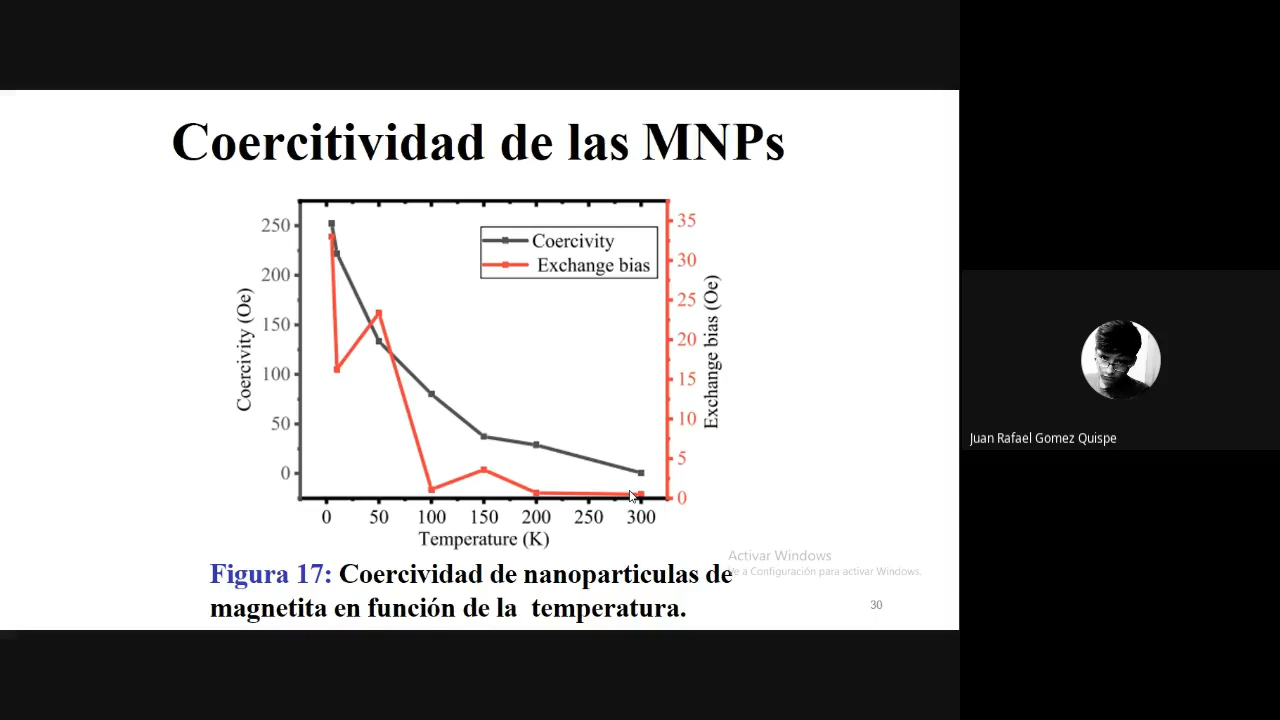 Coercitividad de las MNPs
250
200
150
100
50
0
Coercivity (Oe)
Coercivity
Exchange bias
35
30
25
20
15
10
5
0
Exchange bias (Oe)
0 50 100 150 200 250 300
Temperature (K)
Figura 17: Coercividad de nanoparticulas de
magnetita en función de la temperatura.
Activar Windows
Ve a Configuración para activar Windows.
30
Juan Rafael Gomez Quispe